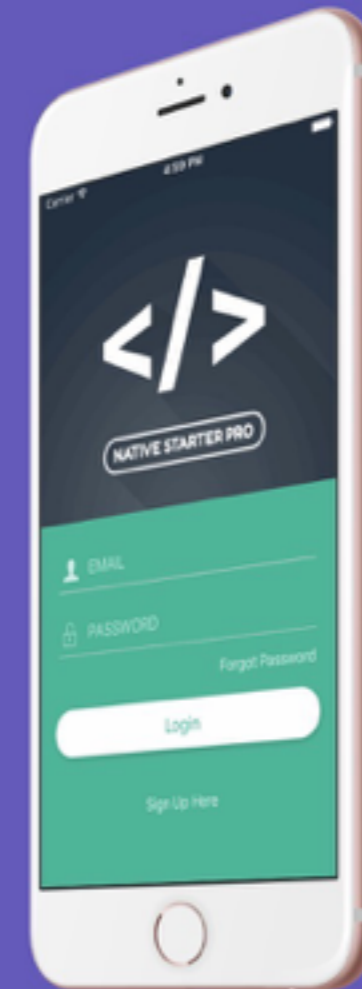 Carrier
4:59 PM
</>
NATIVE STARTER PRO
EMAIL
PASSWORD
Forgot Password
Login
Sign Up Here